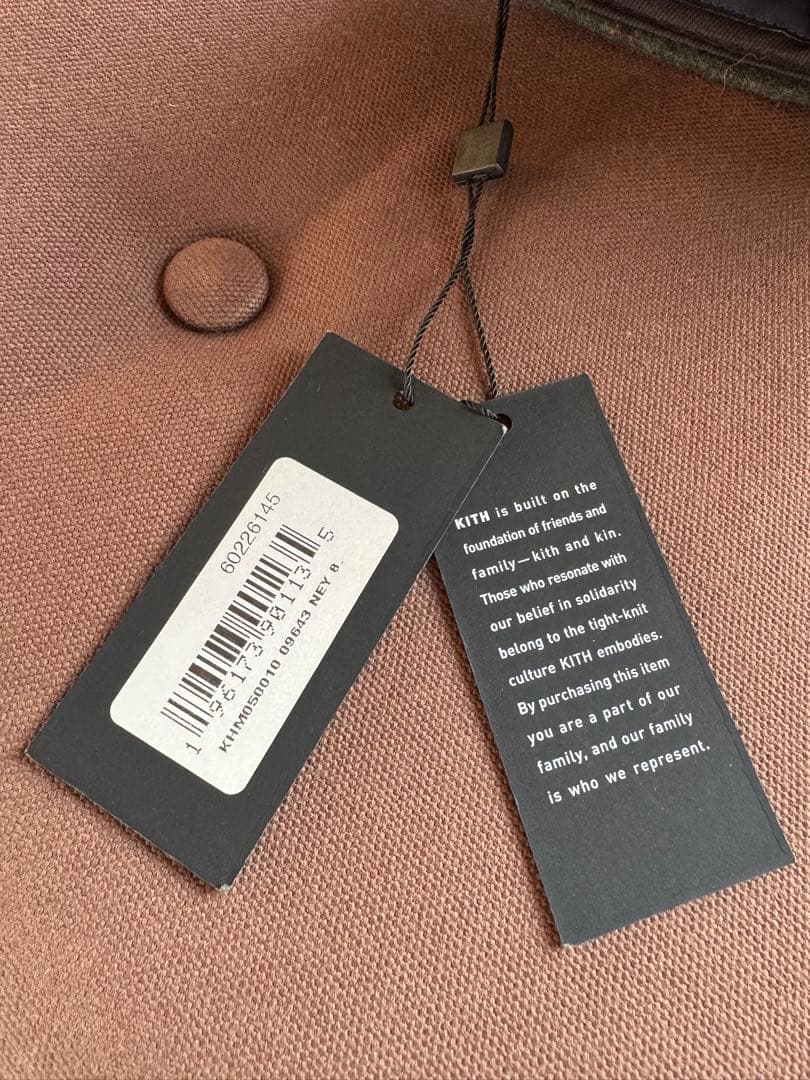 60226145
1 96173 90113 5
KHM050010 09643 NEY 8.
KITH is built on the
foundation of friends and
family—kith and kin.
Those who resonate with
our belief in solidarity
belong to the tight-knit
culture KITH embodies.
By purchasing this item
you are a part of our
family, and our family
is who we represent.